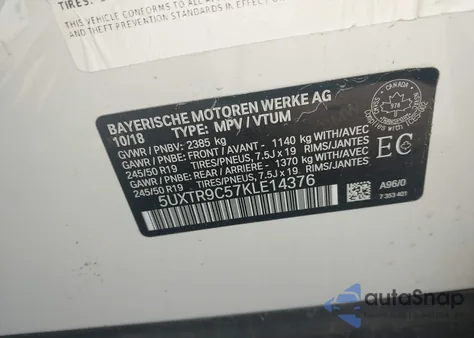 TIRES:
THIS VEHICLE CONFORMS TO ALL
AND THEFT PREVENTION
BAYERISCHE MOTOREN WERKE AG
10/18 TYPE: MPV / VTUM
GVWR / PNBV: 2385 kg
GAWR / PNBE: FRONT / AVANT - 1140 kg WITH/AVEC
245/50 R19 TIRES/PNEUS, 7.5J x 19 RIMS/JANTES
GAWR / PNBE: REAR / ARRIERE - 1370 kg WITH/AVEC
245/50 R19 TIRES/PNEUS, 7.5J x 19 RIMS/JANTES
5UXTR9C57KLE14376
CANADA
978
EC
A96/0
7 353 401
autoSnap